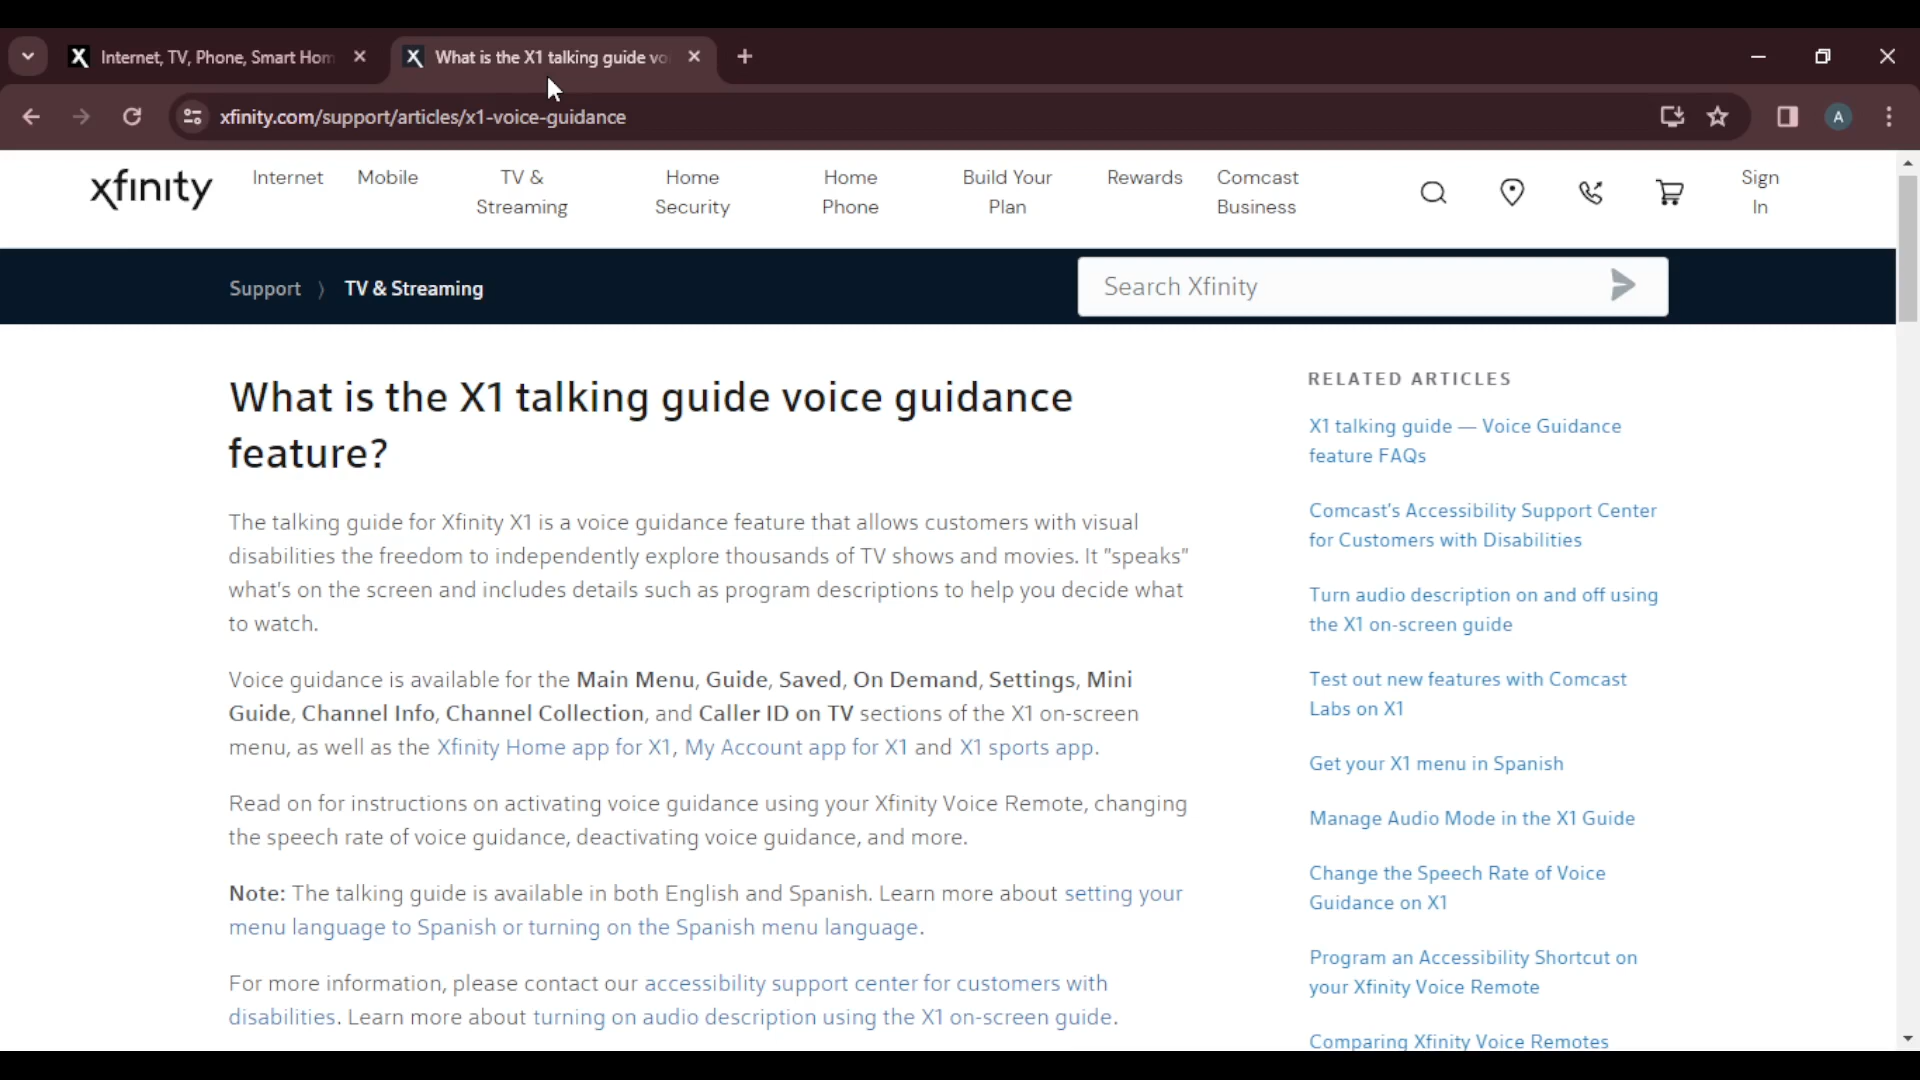 Internet, TV, Phone, Smart Hom
What is the X1 talking guide vo
xfinity.com/support/articles/x1-voice-guidance
A
xfinity
Internet
Mobile
TV &
Streaming
Home
Security
Home
Phone
Build Your
Plan
Rewards
Comcast
Business
Sign
In
Support 〉 TV & Streaming
Search Xfinity
What is the X1 talking guide voice guidance
feature?
The talking guide for Xfinity X1 is a voice guidance feature that allows customers with visual
disabilities the freedom to independently explore thousands of TV shows and movies. It "speaks"
what's on the screen and includes details such as program descriptions to help you decide what
to watch.
Voice guidance is available for the Main Menu, Guide, Saved, On Demand, Settings, Mini
Guide, Channel Info, Channel Collection, and Caller ID on TV sections of the X1 on-screen
menu, as well as the Xfinity Home app for X1, My Account app for X1 and X1 sports app.
Read on for instructions on activating voice guidance using your Xfinity Voice Remote, changing
the speech rate of voice guidance, deactivating voice guidance, and more.
Note: The talking guide is available in both English and Spanish. Learn more about setting your
menu language to Spanish or turning on the Spanish menu language.
For more information, please contact our accessibility support center for customers with
disabilities. Learn more about turning on audio description using the X1 on-screen guide.
RELATED ARTICLES
X1 talking guide — Voice Guidance
feature FAQs
Comcast's Accessibility Support Center
for Customers with Disabilities
Turn audio description on and off using
the X1 on-screen guide
Test out new features with Comcast
Labs on X1
Get your X1 menu in Spanish
Manage Audio Mode in the X1 Guide
Change the Speech Rate of Voice
Guidance on X1
Program an Accessibility Shortcut on
your Xfinity Voice Remote
Comparing Xfinity Voice Remotes